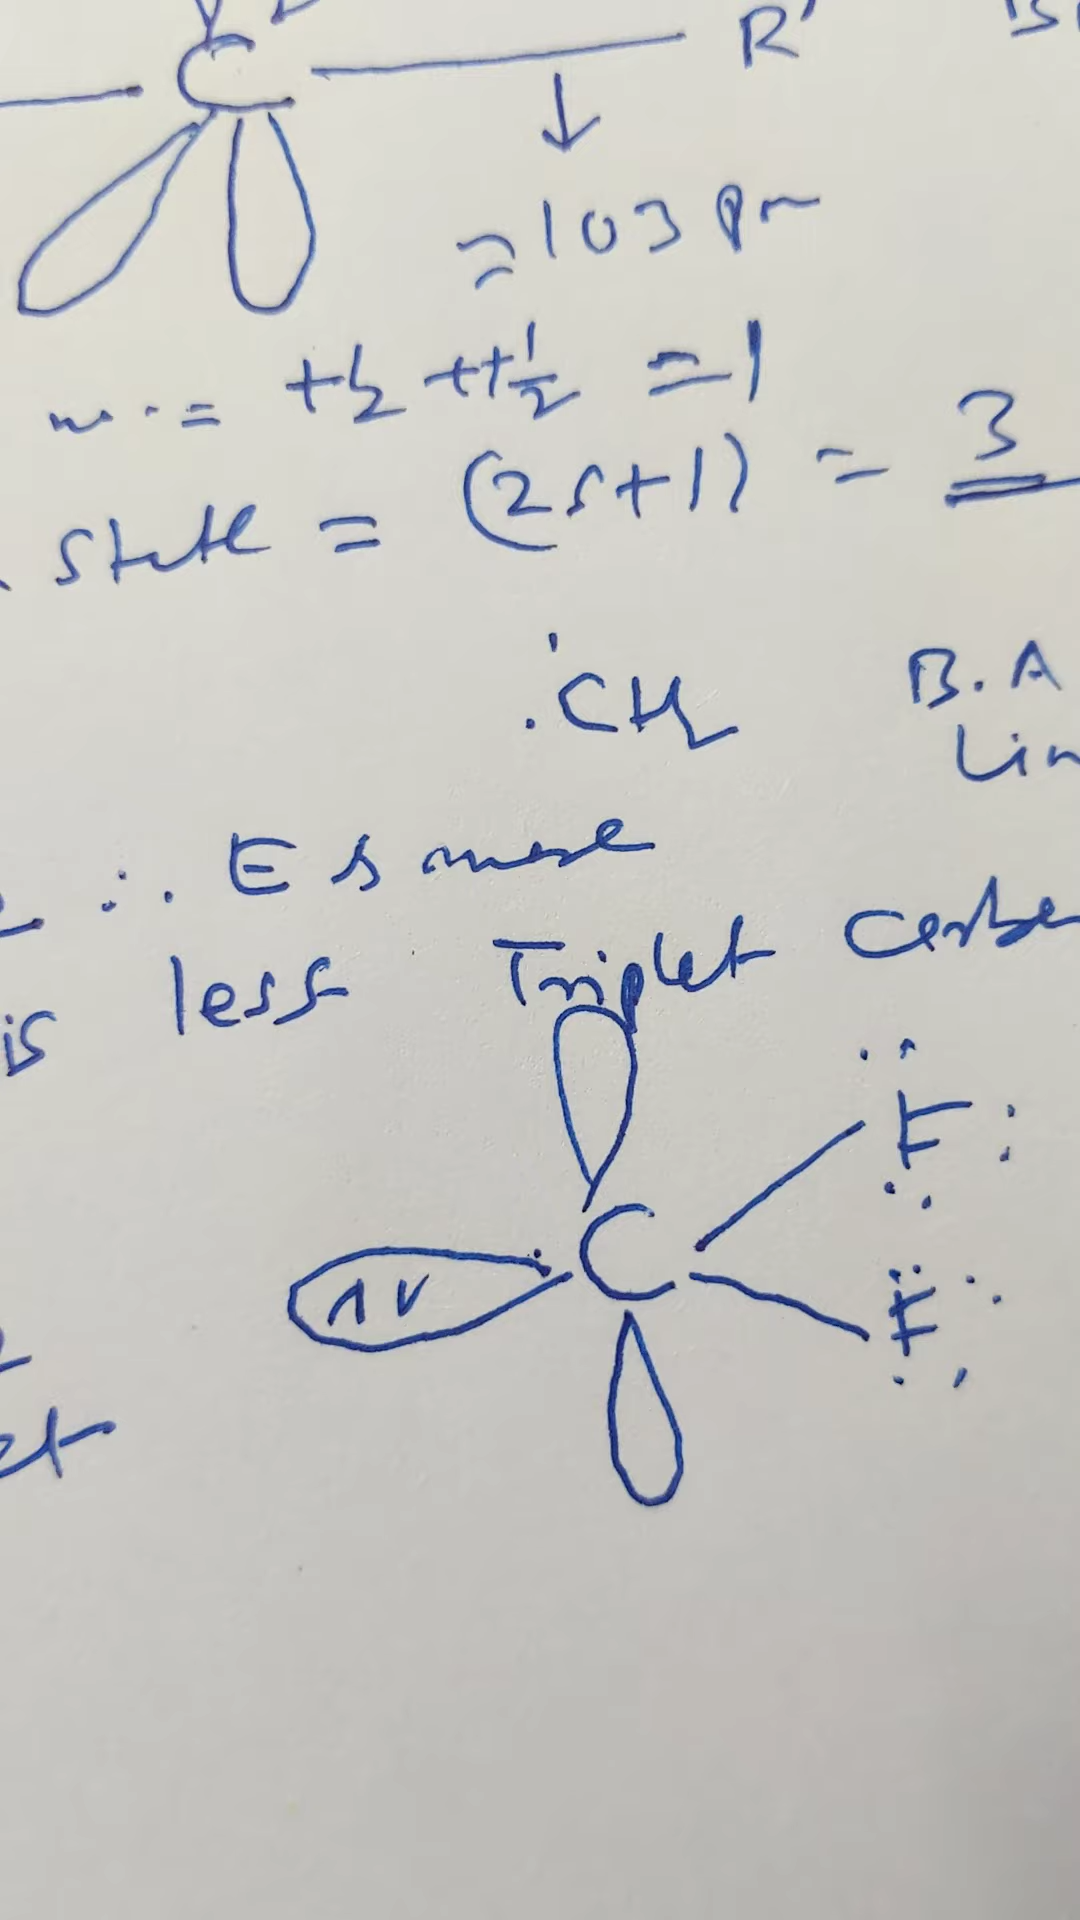 C R'
= 103 pm
= +½ + +½ = 1
State = (2s+1) = 3
:CH2 B.A
Lin
∴ E is more
is less Triplet carbe
F
C
F